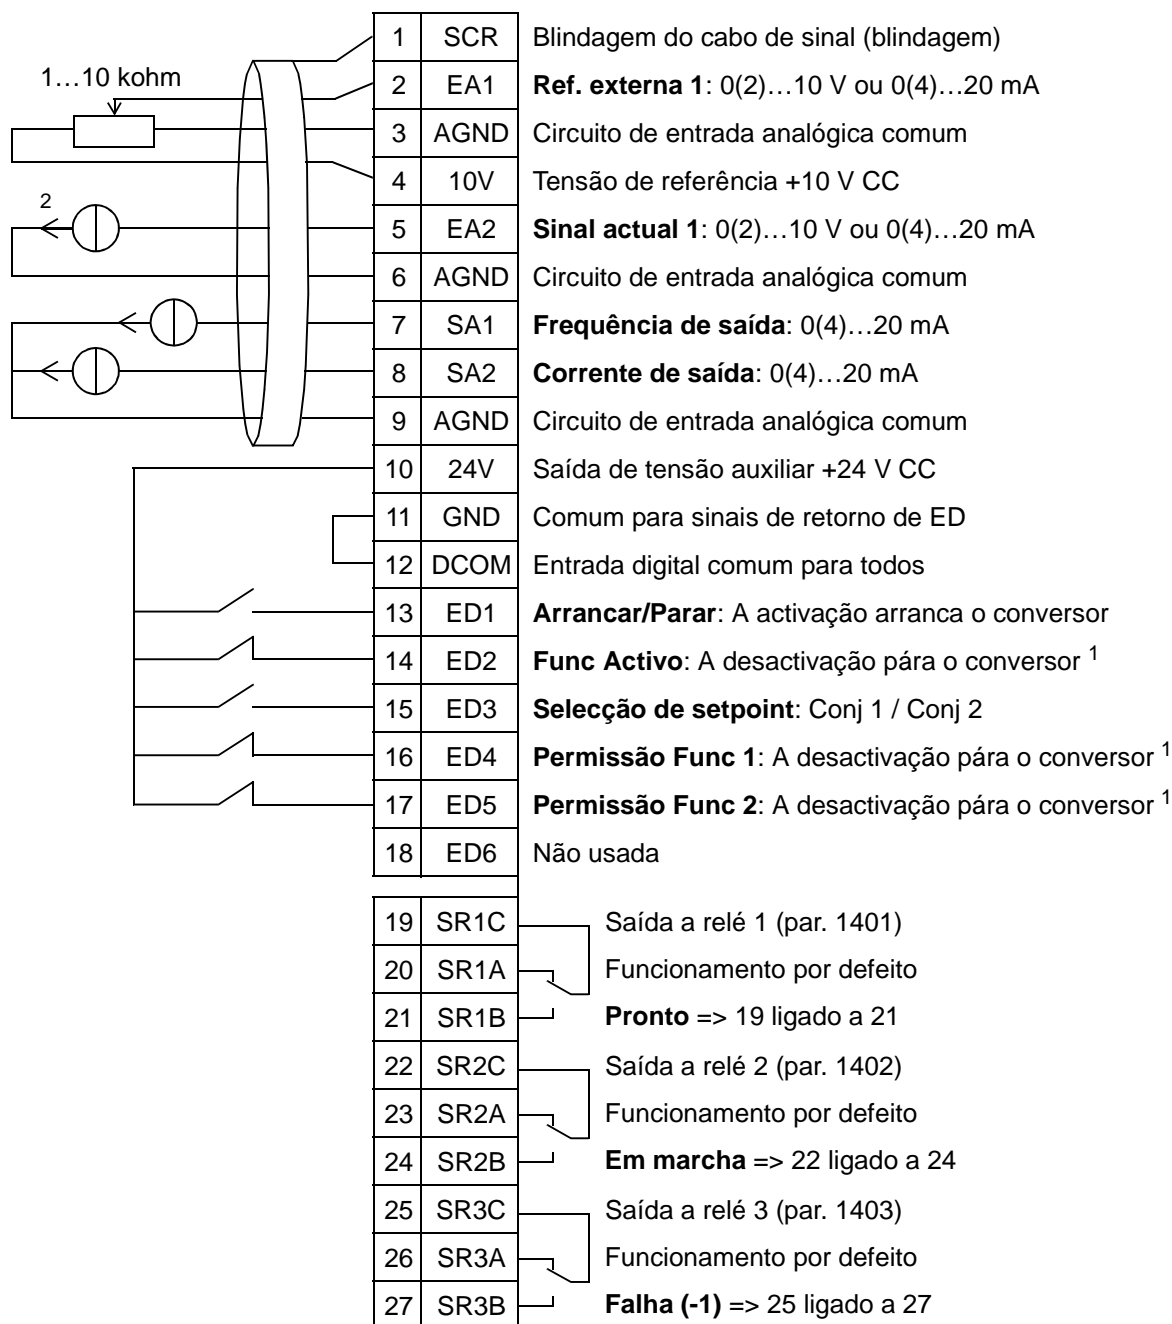 1 SCR Blindagem do cabo de sinal (blindagem)
1…10 kohm
2 EA1 Ref. externa 1: 0(2)…10 V ou 0(4)…20 mA
3 AGND Circuito de entrada analógica comum
4 10V Tensão de referência +10 V CC
2
5 EA2 Sinal actual 1: 0(2)…10 V ou 0(4)…20 mA
6 AGND Circuito de entrada analógica comum
7 SA1 Frequência de saída: 0(4)…20 mA
8 SA2 Corrente de saída: 0(4)…20 mA
9 AGND Circuito de entrada analógica comum
10 24V Saída de tensão auxiliar +24 V CC
11 GND Comum para sinais de retorno de ED
12 DCOM Entrada digital comum para todos
13 ED1 Arrancar/Parar: A activação arranca o conversor
14 ED2 Func Activo: A desactivação pára o conversor 1
15 ED3 Selecção de setpoint: Conj 1 / Conj 2
16 ED4 Permissão Func 1: A desactivação pára o conversor 1
17 ED5 Permissão Func 2: A desactivação pára o conversor 1
18 ED6 Não usada
19 SR1C Saída a relé 1 (par. 1401)
20 SR1A Funcionamento por defeito
21 SR1B Pronto => 19 ligado a 21
22 SR2C Saída a relé 2 (par. 1402)
23 SR2A Funcionamento por defeito
24 SR2B Em marcha => 22 ligado a 24
25 SR3C Saída a relé 3 (par. 1403)
26 SR3A Funcionamento por defeito
27 SR3B Falha (-1) => 25 ligado a 27